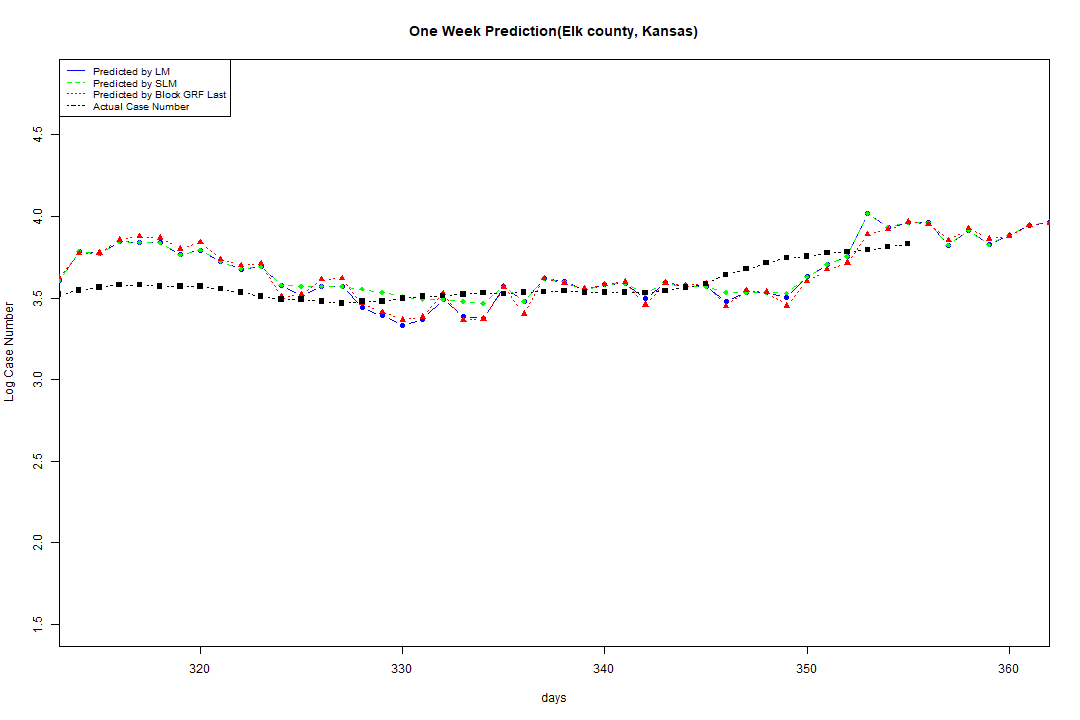 One Week Prediction(Elk county, Kansas)
Predicted by LM
Predicted by SLM
Predicted by Block GRF Last
Actual Case Number
4.5
4.0
3.5
3.0
2.5
2.0
1.5
Log Case Number
320 330 340 350 360
days